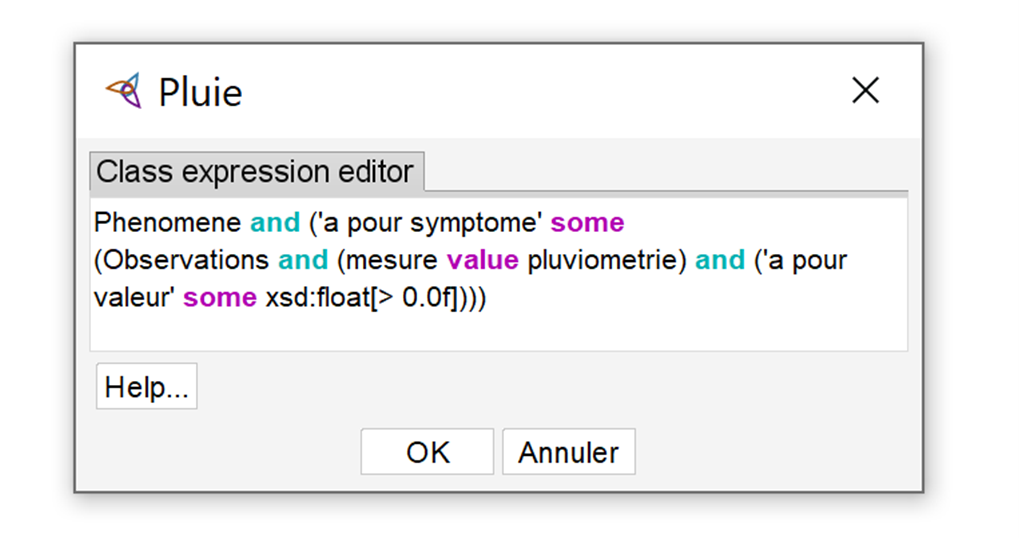 Pluie
Class expression editor
Phenomene and ('a pour symptome' some
(Observations and (mesure value pluviometrie) and ('a pour
valeur' some xsd:float[> 0.0f])))
Help...
OK Annuler